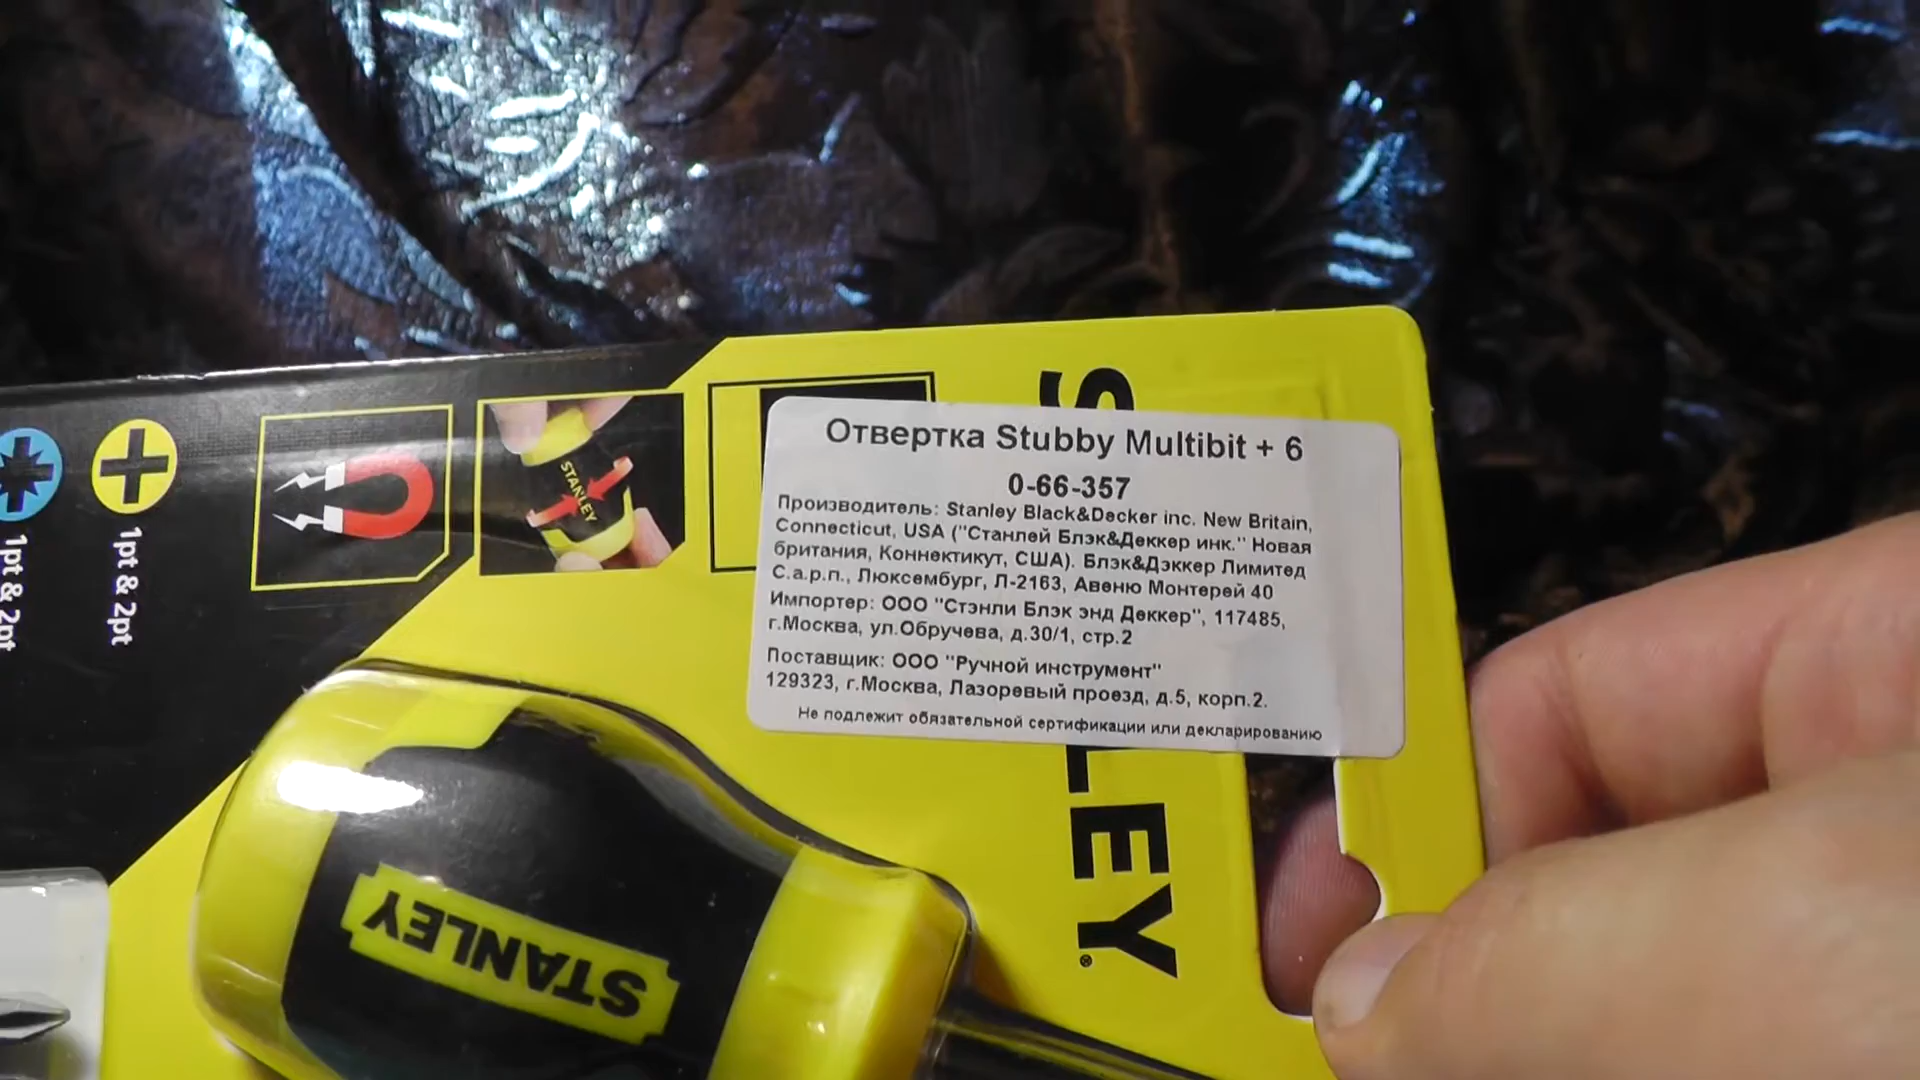 Отвертка Stubby Multibit + 6
0-66-357
Производитель: Stanley Black&Decker inc. New Britain,
Connecticut, USA ("Станлей Блэк&Деккер инк." Новая
британия, Коннектикут, США). Блэк&Дэккер Лимитед
С.а.р.п., Люксембург, Л-2163, Авеню Монтерей 40
Импортер: ООО "Стэнли Блэк энд Деккер", 117485,
г.Москва, ул.Обручева, д.30/1, стр.2
Поставщик: ООО "Ручной инструмент"
129323, г.Москва, Лазоревый проезд, д.5, корп.2.
Не подлежит обязательной сертификации или декларированию
1pt & 2pt
1pt & 2pt
STANLEY
STANLEY
LEY®